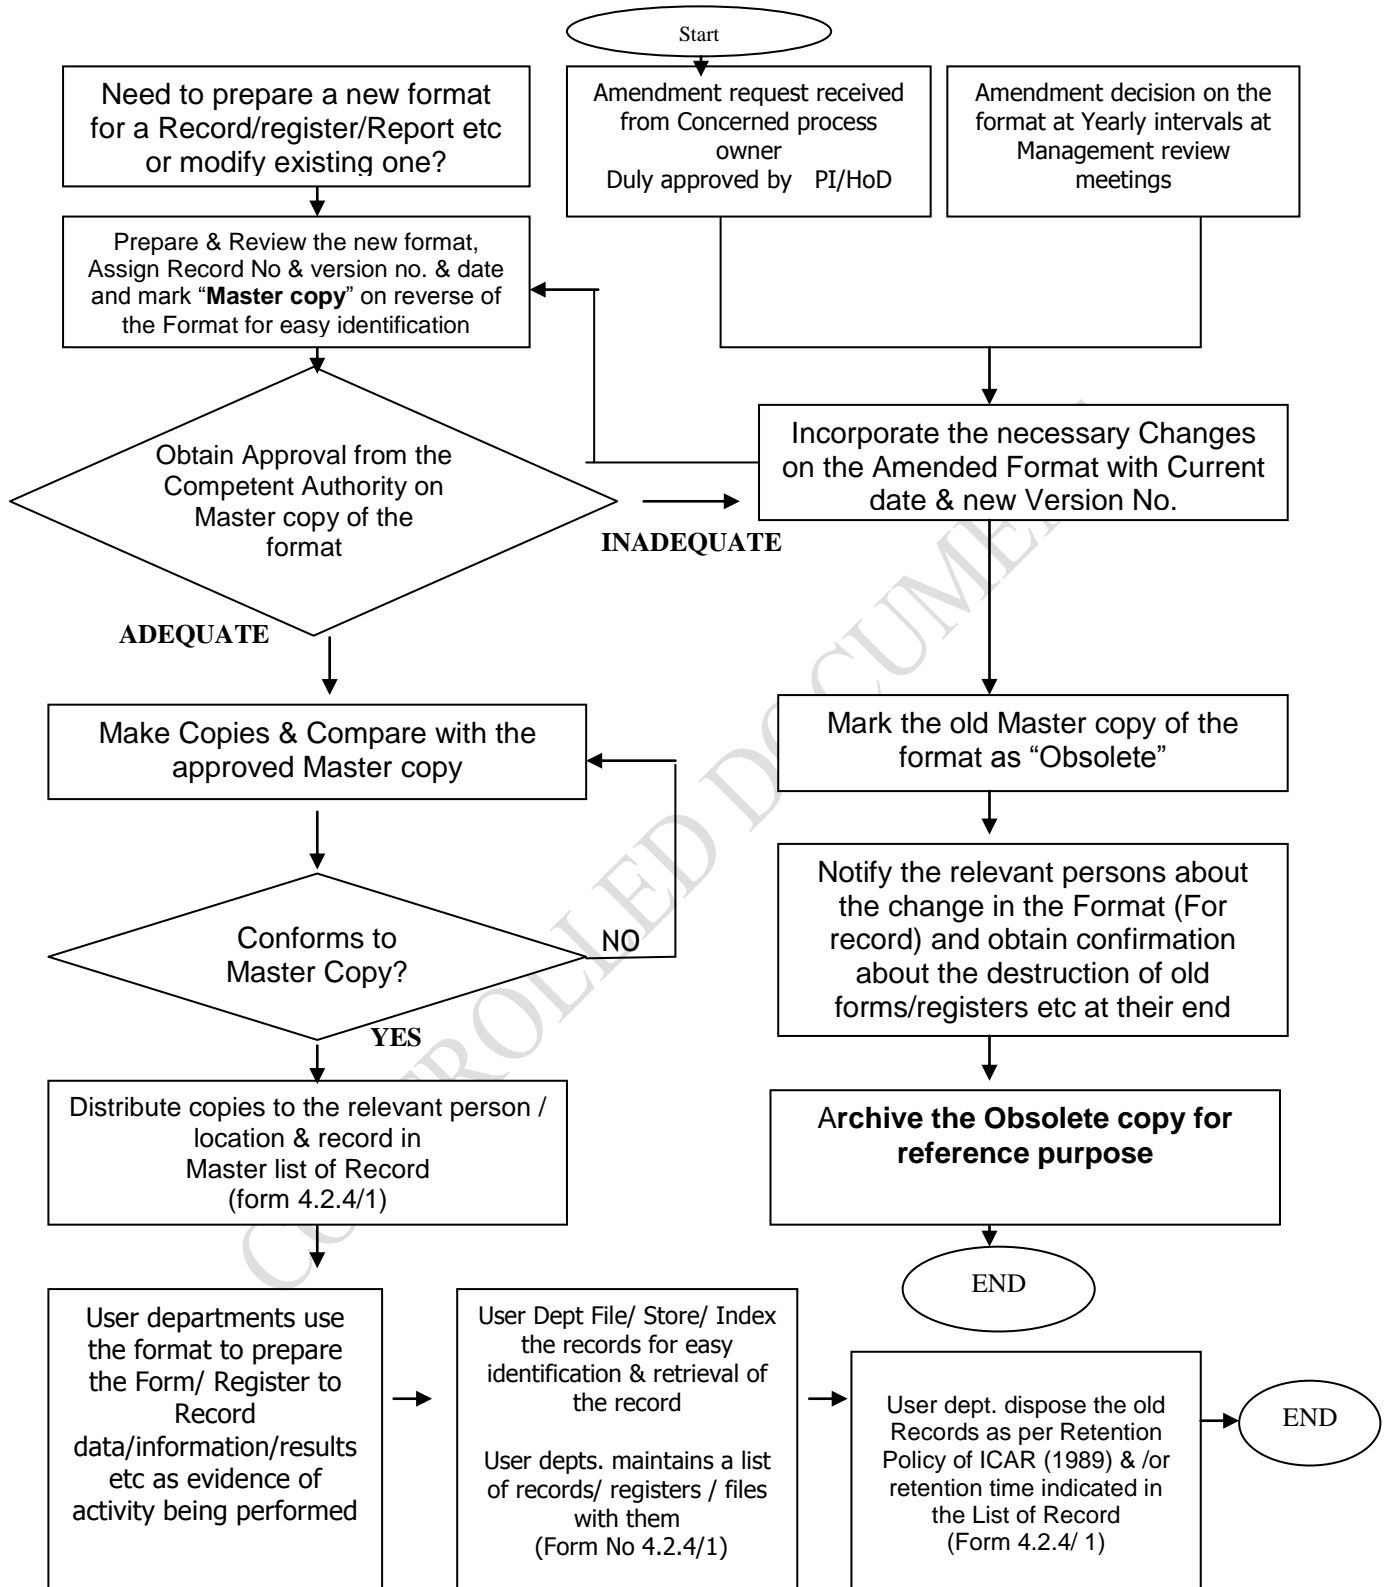 Start
Need to prepare a new format
for a Record/register/Report etc
or modify existing one?
Amendment request received
from Concerned process
owner
Duly approved by PI/HoD
Amendment decision on the
format at Yearly intervals at
Management review
meetings
Prepare & Review the new format,
Assign Record No & version no. & date
and mark “Master copy” on reverse of
the Format for easy identification
Obtain Approval from the
Competent Authority on
Master copy of the
format
INADEQUATE
Incorporate the necessary Changes
on the Amended Format with Current
date & new Version No.
ADEQUATE
Make Copies & Compare with the
approved Master copy
Mark the old Master copy of the
format as “Obsolete”
Conforms to
Master Copy?
NO
YES
Notify the relevant persons about
the change in the Format (For
record) and obtain confirmation
about the destruction of old
forms/registers etc at their end
Distribute copies to the relevant person /
location & record in
Master list of Record
(form 4.2.4/1)
Archive the Obsolete copy for
reference purpose
END
User departments use
the format to prepare
the Form/ Register to
Record
data/information/results
etc as evidence of
activity being performed
User Dept File/ Store/ Index
the records for easy
identification & retrieval of
the record
User depts. maintains a list
of records/ registers / files
with them
(Form No 4.2.4/1)
User dept. dispose the old
Records as per Retention
Policy of ICAR (1989) & /or
retention time indicated in
the List of Record
(Form 4.2.4/ 1)
END
CONTROLLED DOCUMENT